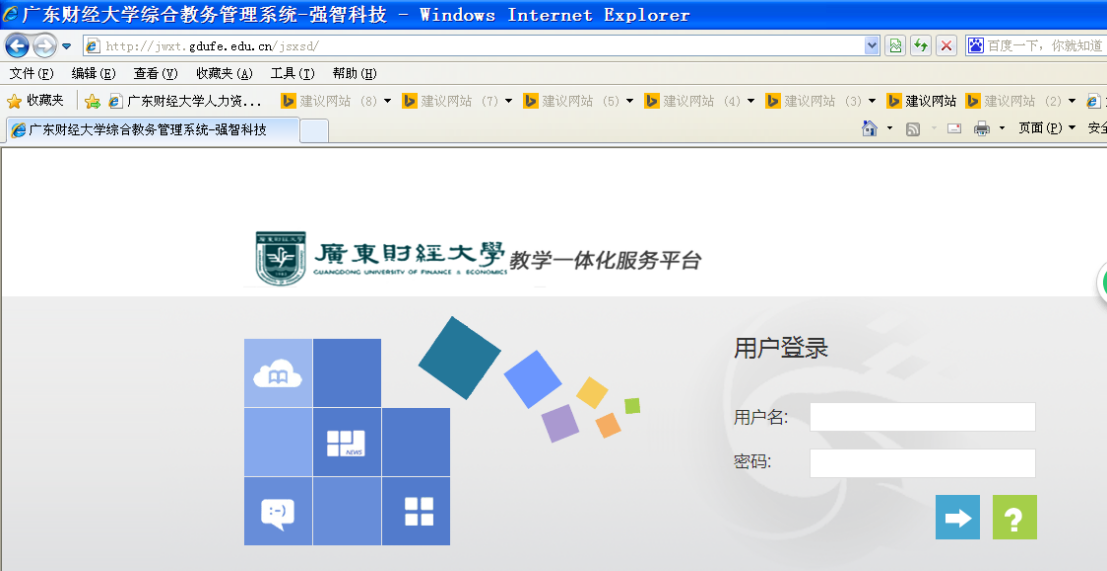 广东财经大学综合教务管理系统-强智科技 - Windows Internet Explorer
http://jwxt.gdufe.edu.cn/jsxsd/
百度一下，你就知道
文件(F) 编辑(E) 查看(V) 收藏夹(A) 工具(T) 帮助(H)
收藏夹 广东财经大学人力资... 建议网站 (8) 建议网站 (7) 建议网站 (5) 建议网站 (4) 建议网站 (3) 建议网站 建议网站 (2)
广东财经大学综合教务管理系统-强智科技 页面(P) 安全
廣東財經大學 教学一体化服务平台
GUANGDONG UNIVERSITY OF FINANCE & ECONOMICS
用户登录
用户名:
NEWS
密码:
:-)
?